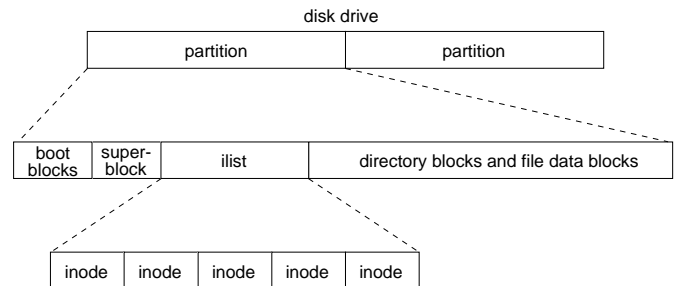 disk drive
partition partition
boot blocks
super-block
ilist
directory blocks and file data blocks
inode inode inode inode inode